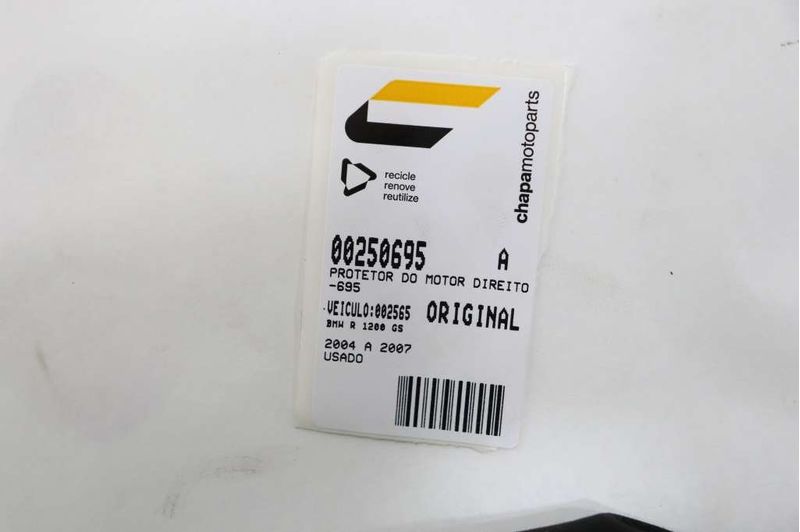 chapamotoparts
recicle
renove
reutilize
00250695 A
PROTETOR DO MOTOR DIREITO
-695
VEICULO:002565 ORIGINAL
BMW R 1200 GS
2004 A 2007
USADO